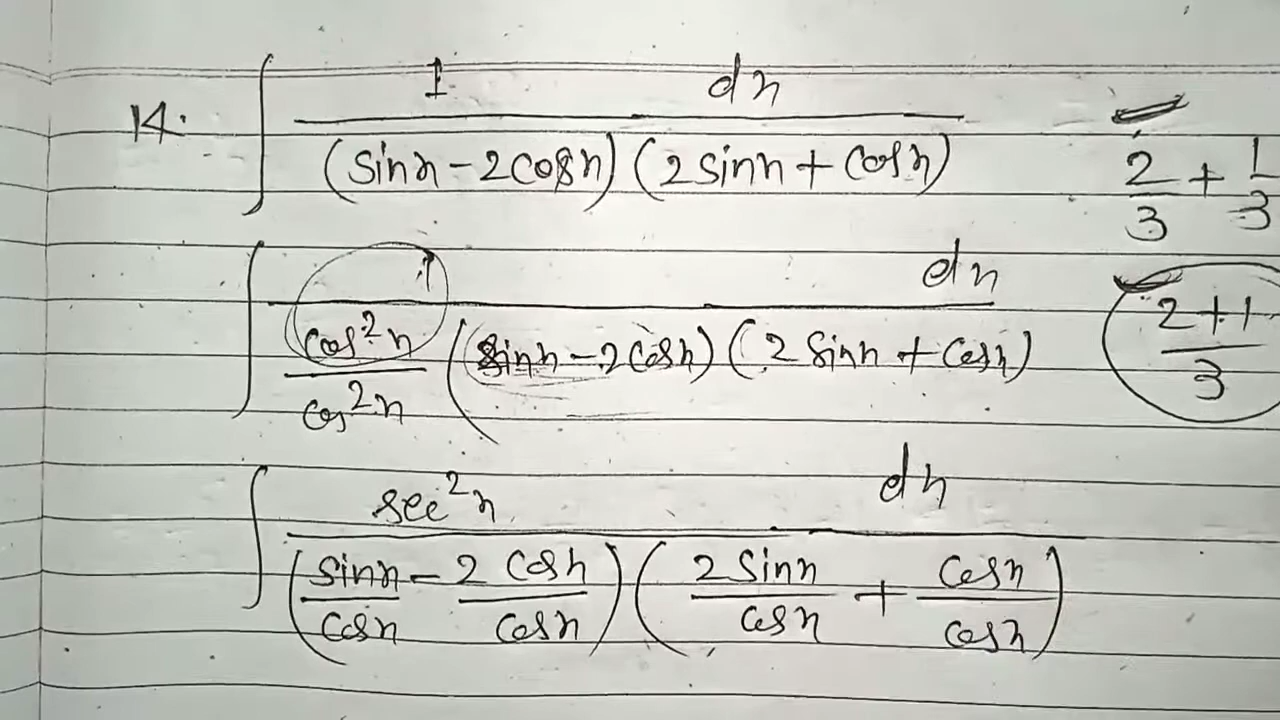 14. ∫ 1 dx / (sinx - 2cosx) (2sinx + cosx)
2/3 + 1/3
∫ 1 dx / cos²x/cos²x (sinx - 2cosx) (2sinx + cosx)
2+1/3
∫ sec²x dx / (sinx/cosx - 2cosx/cosx) (2sinx/cosx + cosx/cosx)